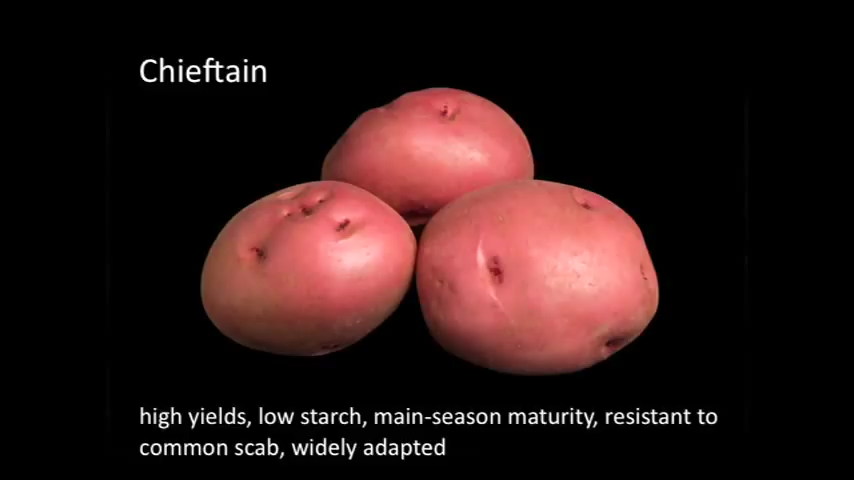 Chieftain
high yields, low starch, main-season maturity, resistant to
common scab, widely adapted